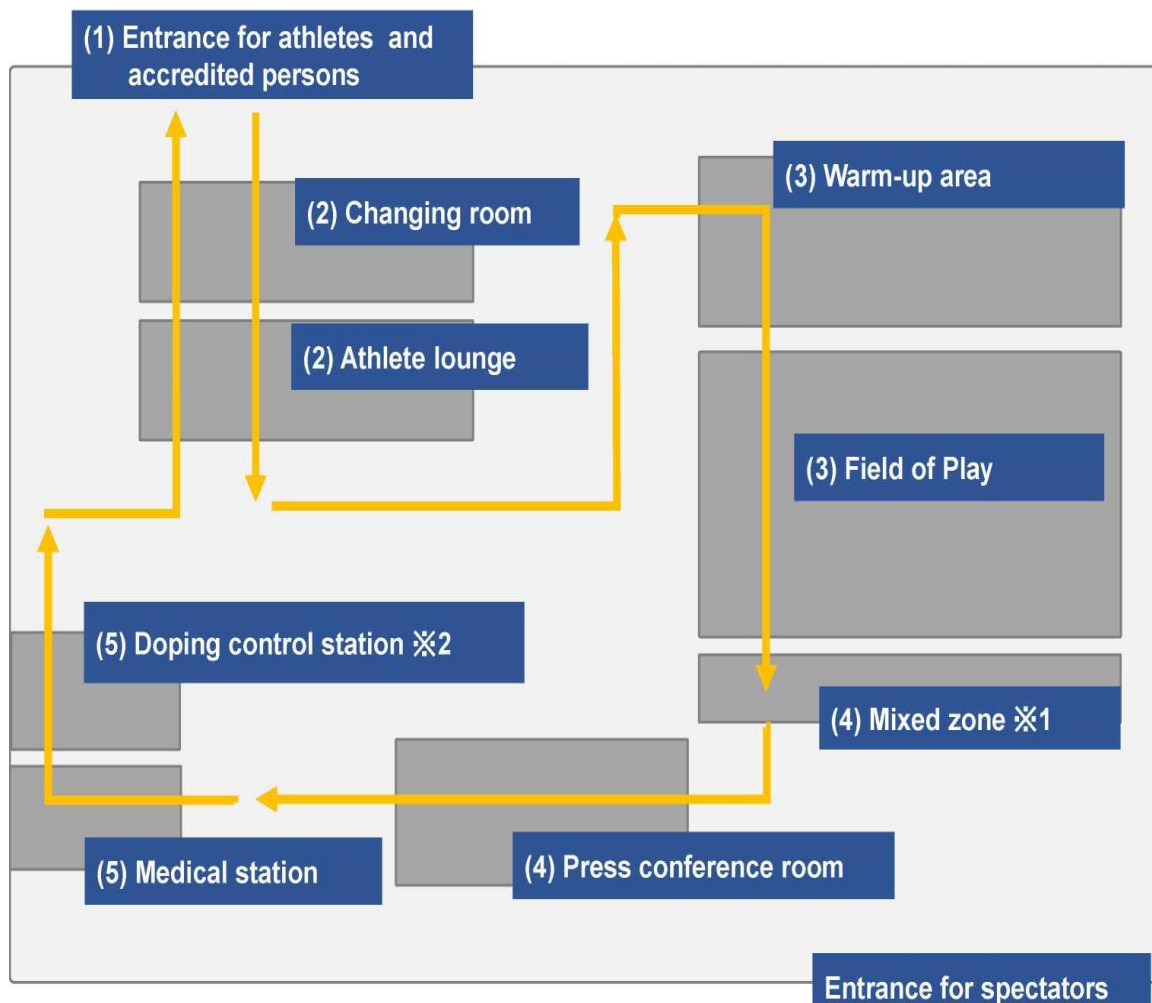 (1) Entrance for athletes and
accredited persons
(2) Changing room
(3) Warm-up area
(2) Athlete lounge
(3) Field of Play
(5) Doping control station ※2
(4) Mixed zone ※1
(5) Medical station
(4) Press conference room
Entrance for spectators